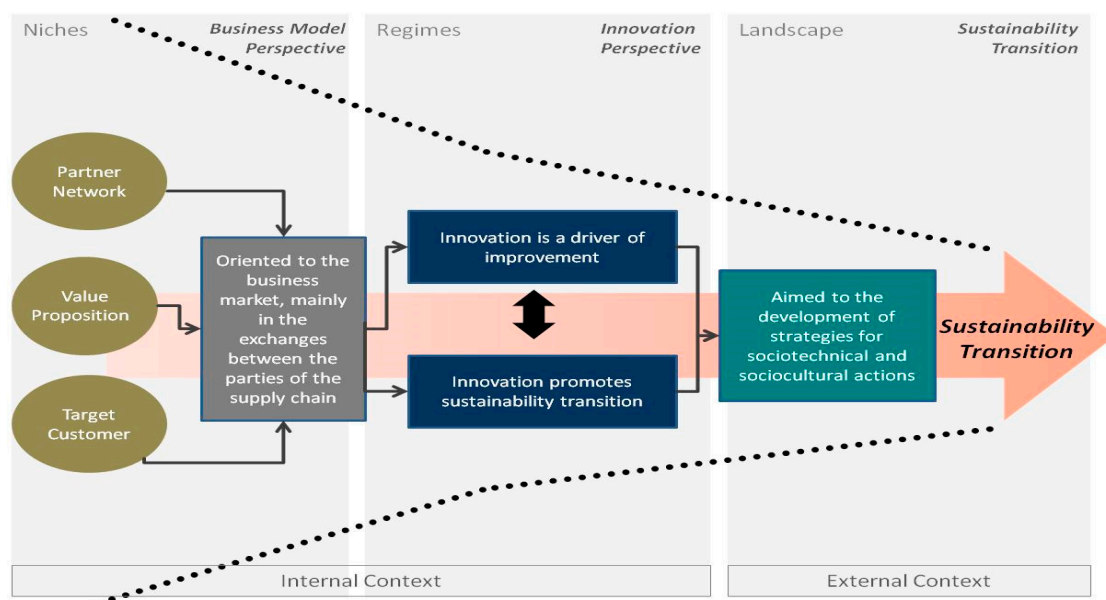 Niches
Business Model
Perspective
Regimes
Innovation
Perspective
Landscape
Sustainability
Transition
Partner
Network
Value
Proposition
Target
Customer
Oriented to the
business
market, mainly
in the
exchanges
between the
parties of the
supply chain
Innovation is a driver of
improvement
Innovation promotes
sustainability transition
Aimed to the
development of
strategies for
sociotechnical and
sociocultural actions
Sustainability
Transition
Internal Context
External Context